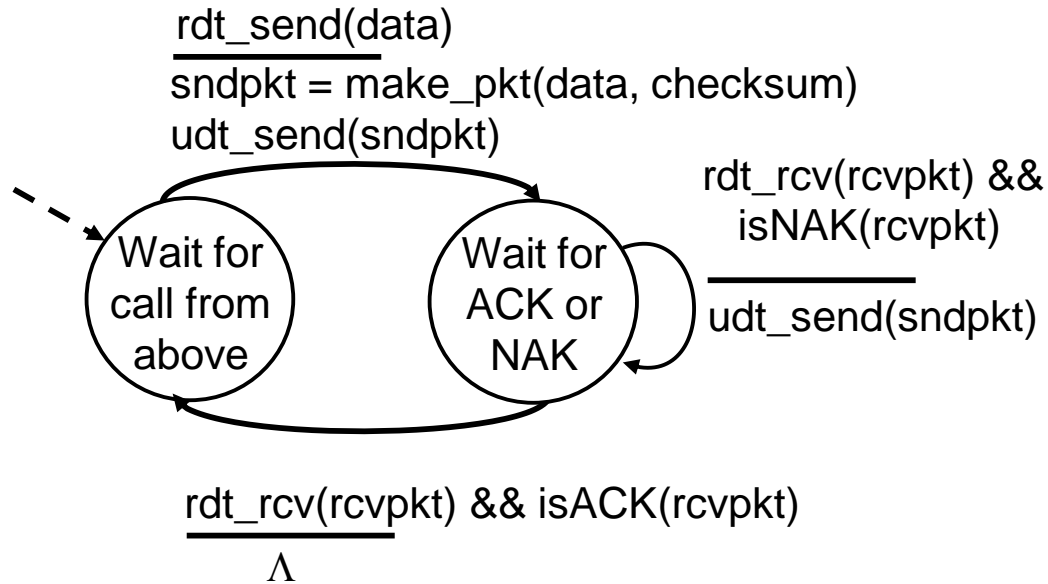 rdt_send(data)
sndpkt = make_pkt(data, checksum)
udt_send(sndpkt)
rdt_rcv(rcvpkt) &&
isNAK(rcvpkt)
udt_send(sndpkt)
Wait for
call from
above
Wait for
ACK or
NAK
rdt_rcv(rcvpkt) && isACK(rcvpkt)
Λ